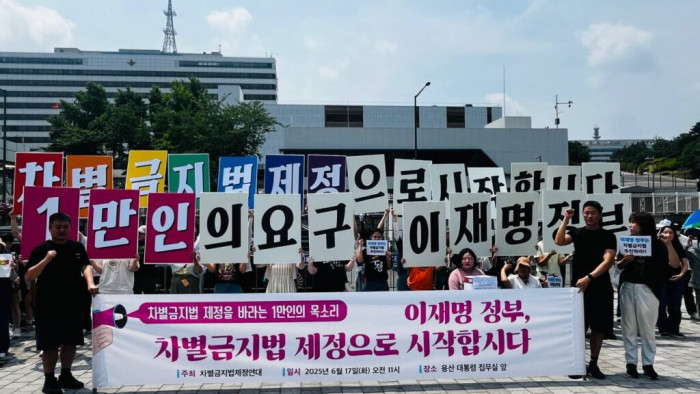 차별금지법제정으로 시작합시다
1만인의 요구 이재명 정부
차별금지법 제정을 바라는 1만인의 목소리
이재명 정부,
차별금지법 제정으로 시작합시다
주최 차별금지법제정연대 일시 2025년 6월 17일(화) 오전 11시 장소 용산 대통령 집무실 앞